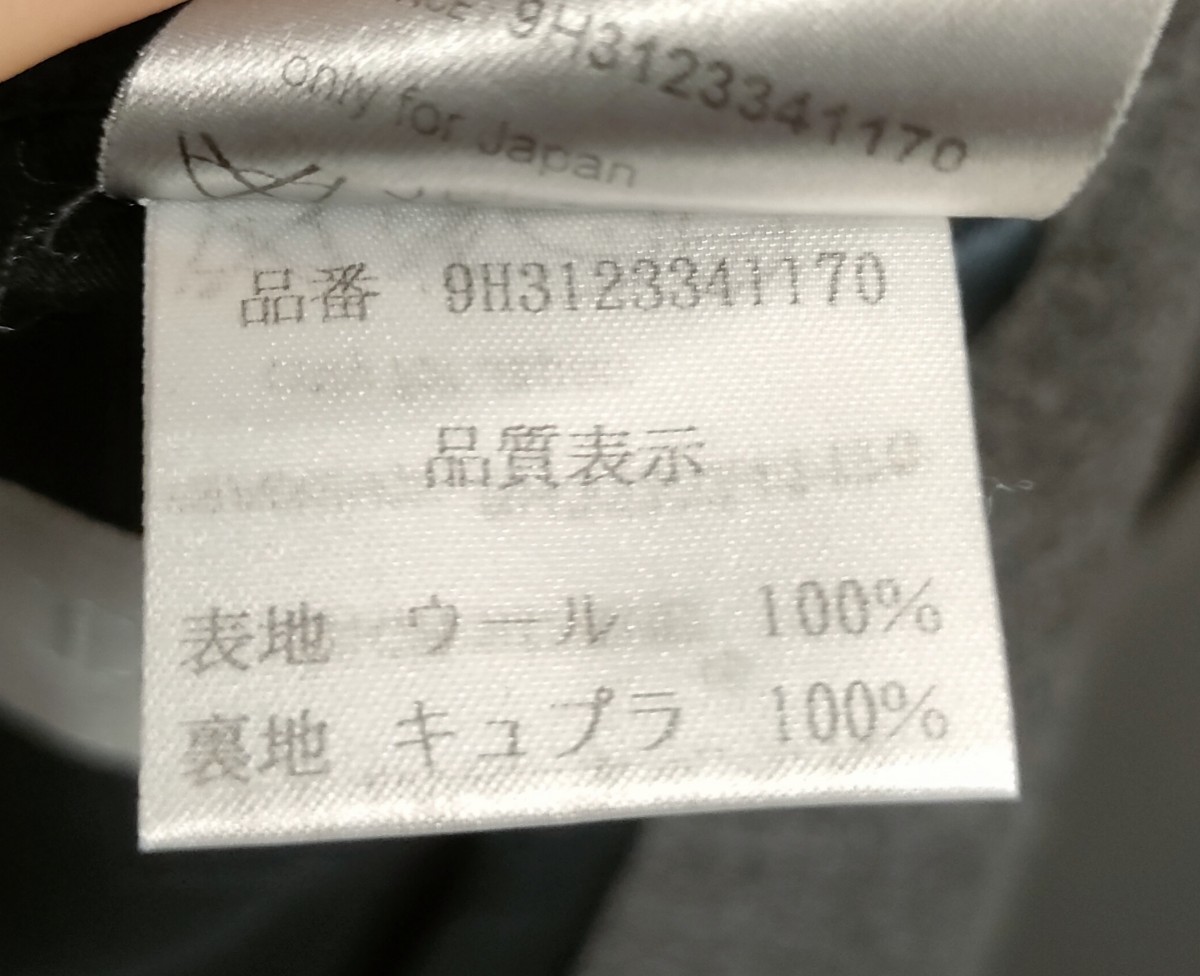 9H3123341170
Only for Japan
品番 9H3123341170
品質表示
表地 ウール 100%
裏地 キュプラ 100%